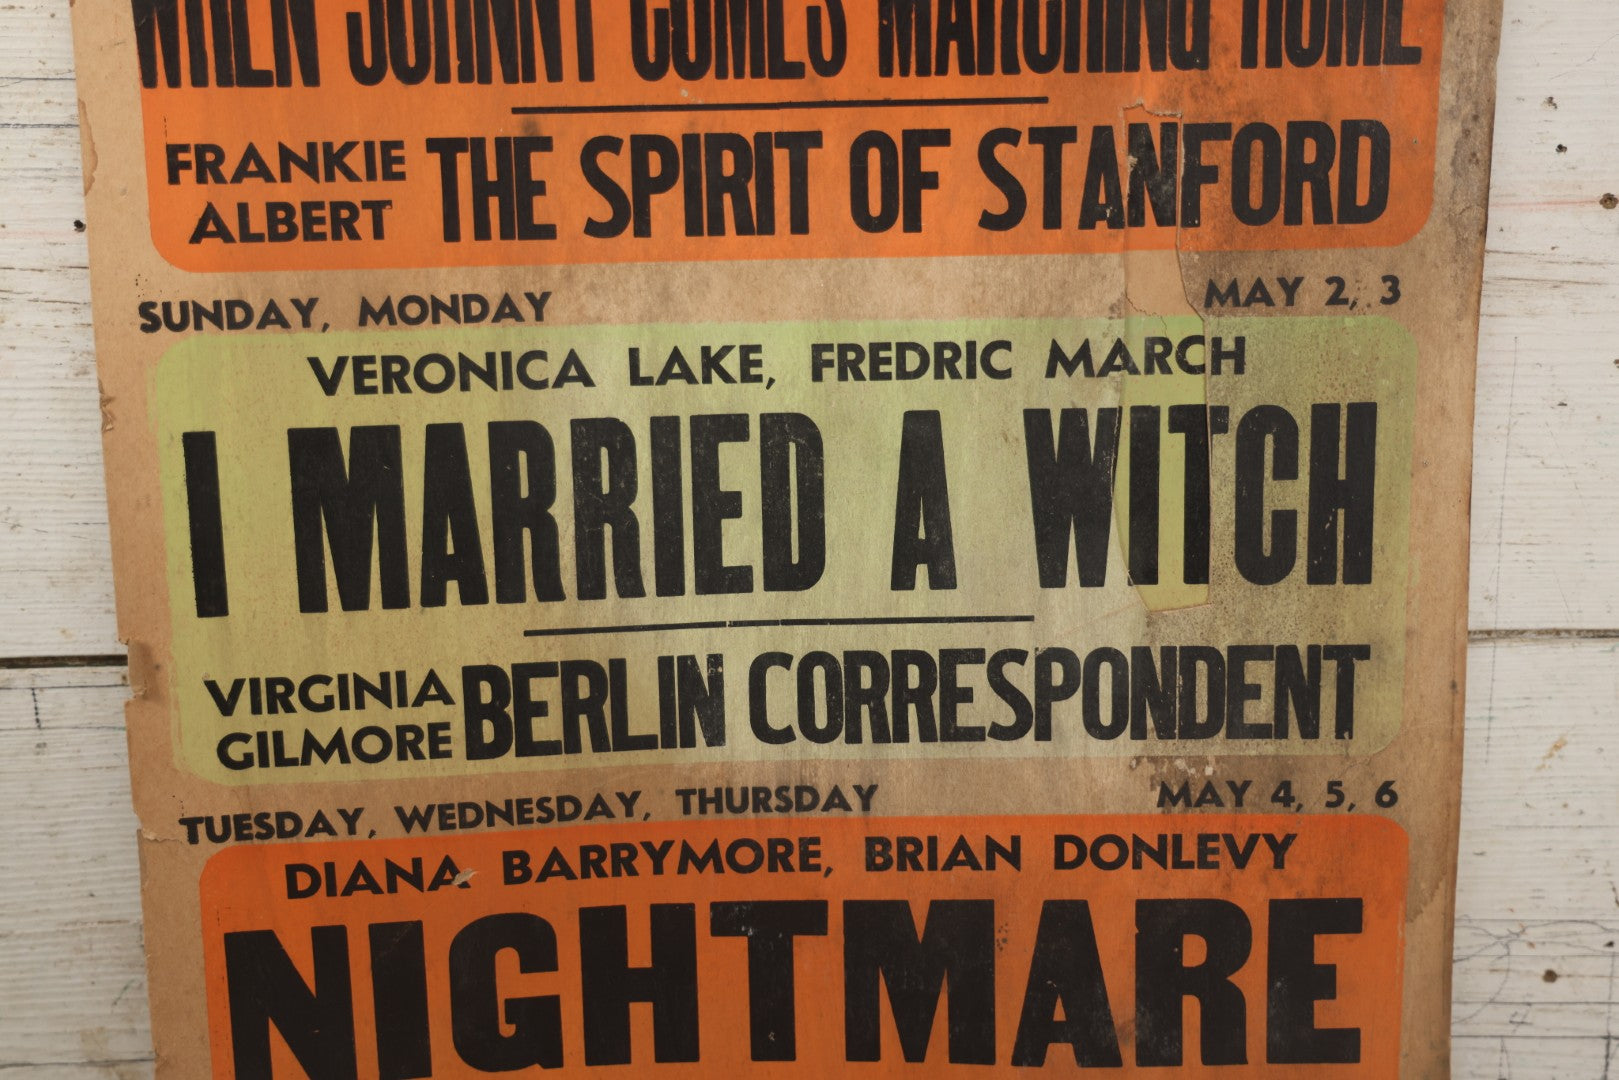 WHEN JOHNNY COMES MARCHING HOME
FRANKIE ALBERT THE SPIRIT OF STANFORD
SUNDAY, MONDAY MAY 2, 3
VERONICA LAKE, FREDRIC MARCH
I MARRIED A WITCH
VIRGINIA GILMORE BERLIN CORRESPONDENT
TUESDAY, WEDNESDAY, THURSDAY MAY 4, 5, 6
DIANA BARRYMORE, BRIAN DONLEVY
NIGHTMARE